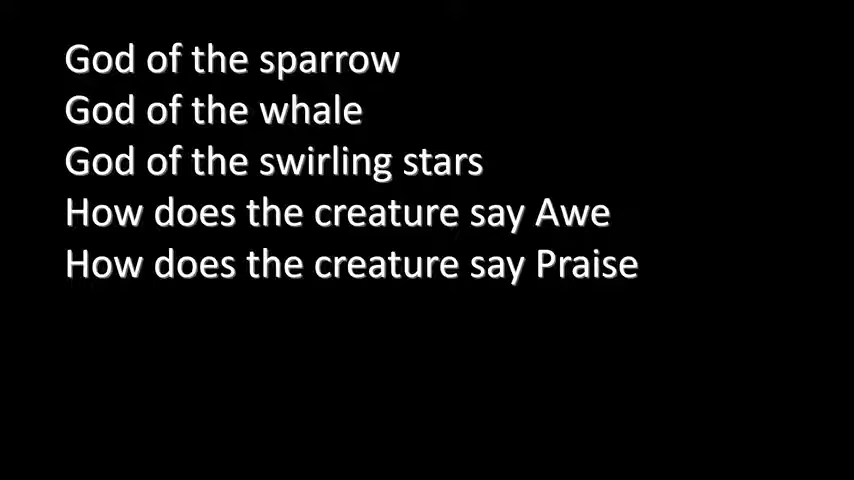 God of the sparrow
God of the whale
God of the swirling stars
How does the creature say Awe
How does the creature say Praise